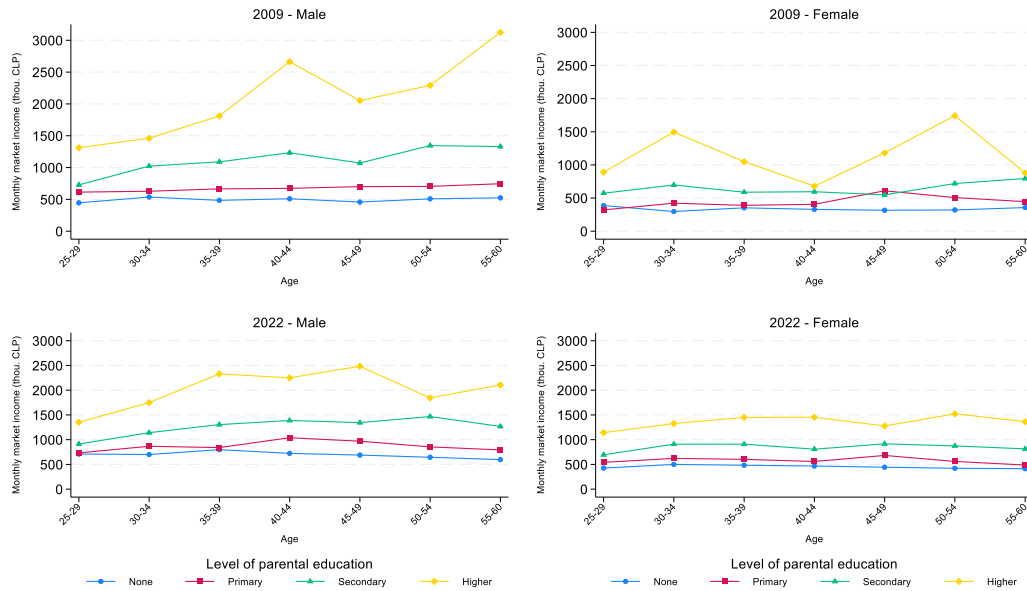 2009 - Male
Monthly market income (thou. CLP)
3000
2500
2000
1500
1000
500
0
25-29 30-34 35-39 40-44 45-49 50-54 55-60
Age
2009 - Female
Monthly market income (thou. CLP)
3000
2500
2000
1500
1000
500
0
25-29 30-34 35-39 40-44 45-49 50-54 55-60
Age
2022 - Male
Monthly market income (thou. CLP)
3000
2500
2000
1500
1000
500
0
25-29 30-34 35-39 40-44 45-49 50-54 55-60
Age
2022 - Female
Monthly market income (thou. CLP)
3000
2500
2000
1500
1000
500
0
25-29 30-34 35-39 40-44 45-49 50-54 55-60
Age
Level of parental education
None Primary Secondary Higher
Level of parental education
None Primary Secondary Higher